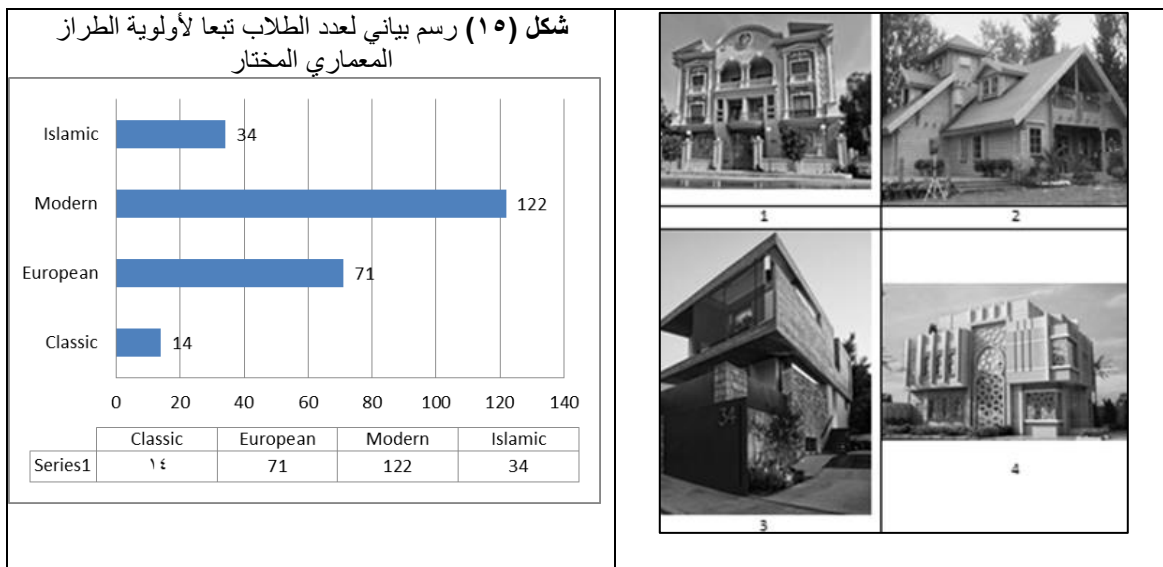 شكل (١٥) رسم بياني لعدد الطلاب تبعا لأولوية الطراز
المعماري المختار
Islamic 34
Modern 122
European 71
Classic 14
0 20 40 60 80 100 120 140
Classic European Modern Islamic
Series1 ١٤ 71 122 34
1 2
34
3 4